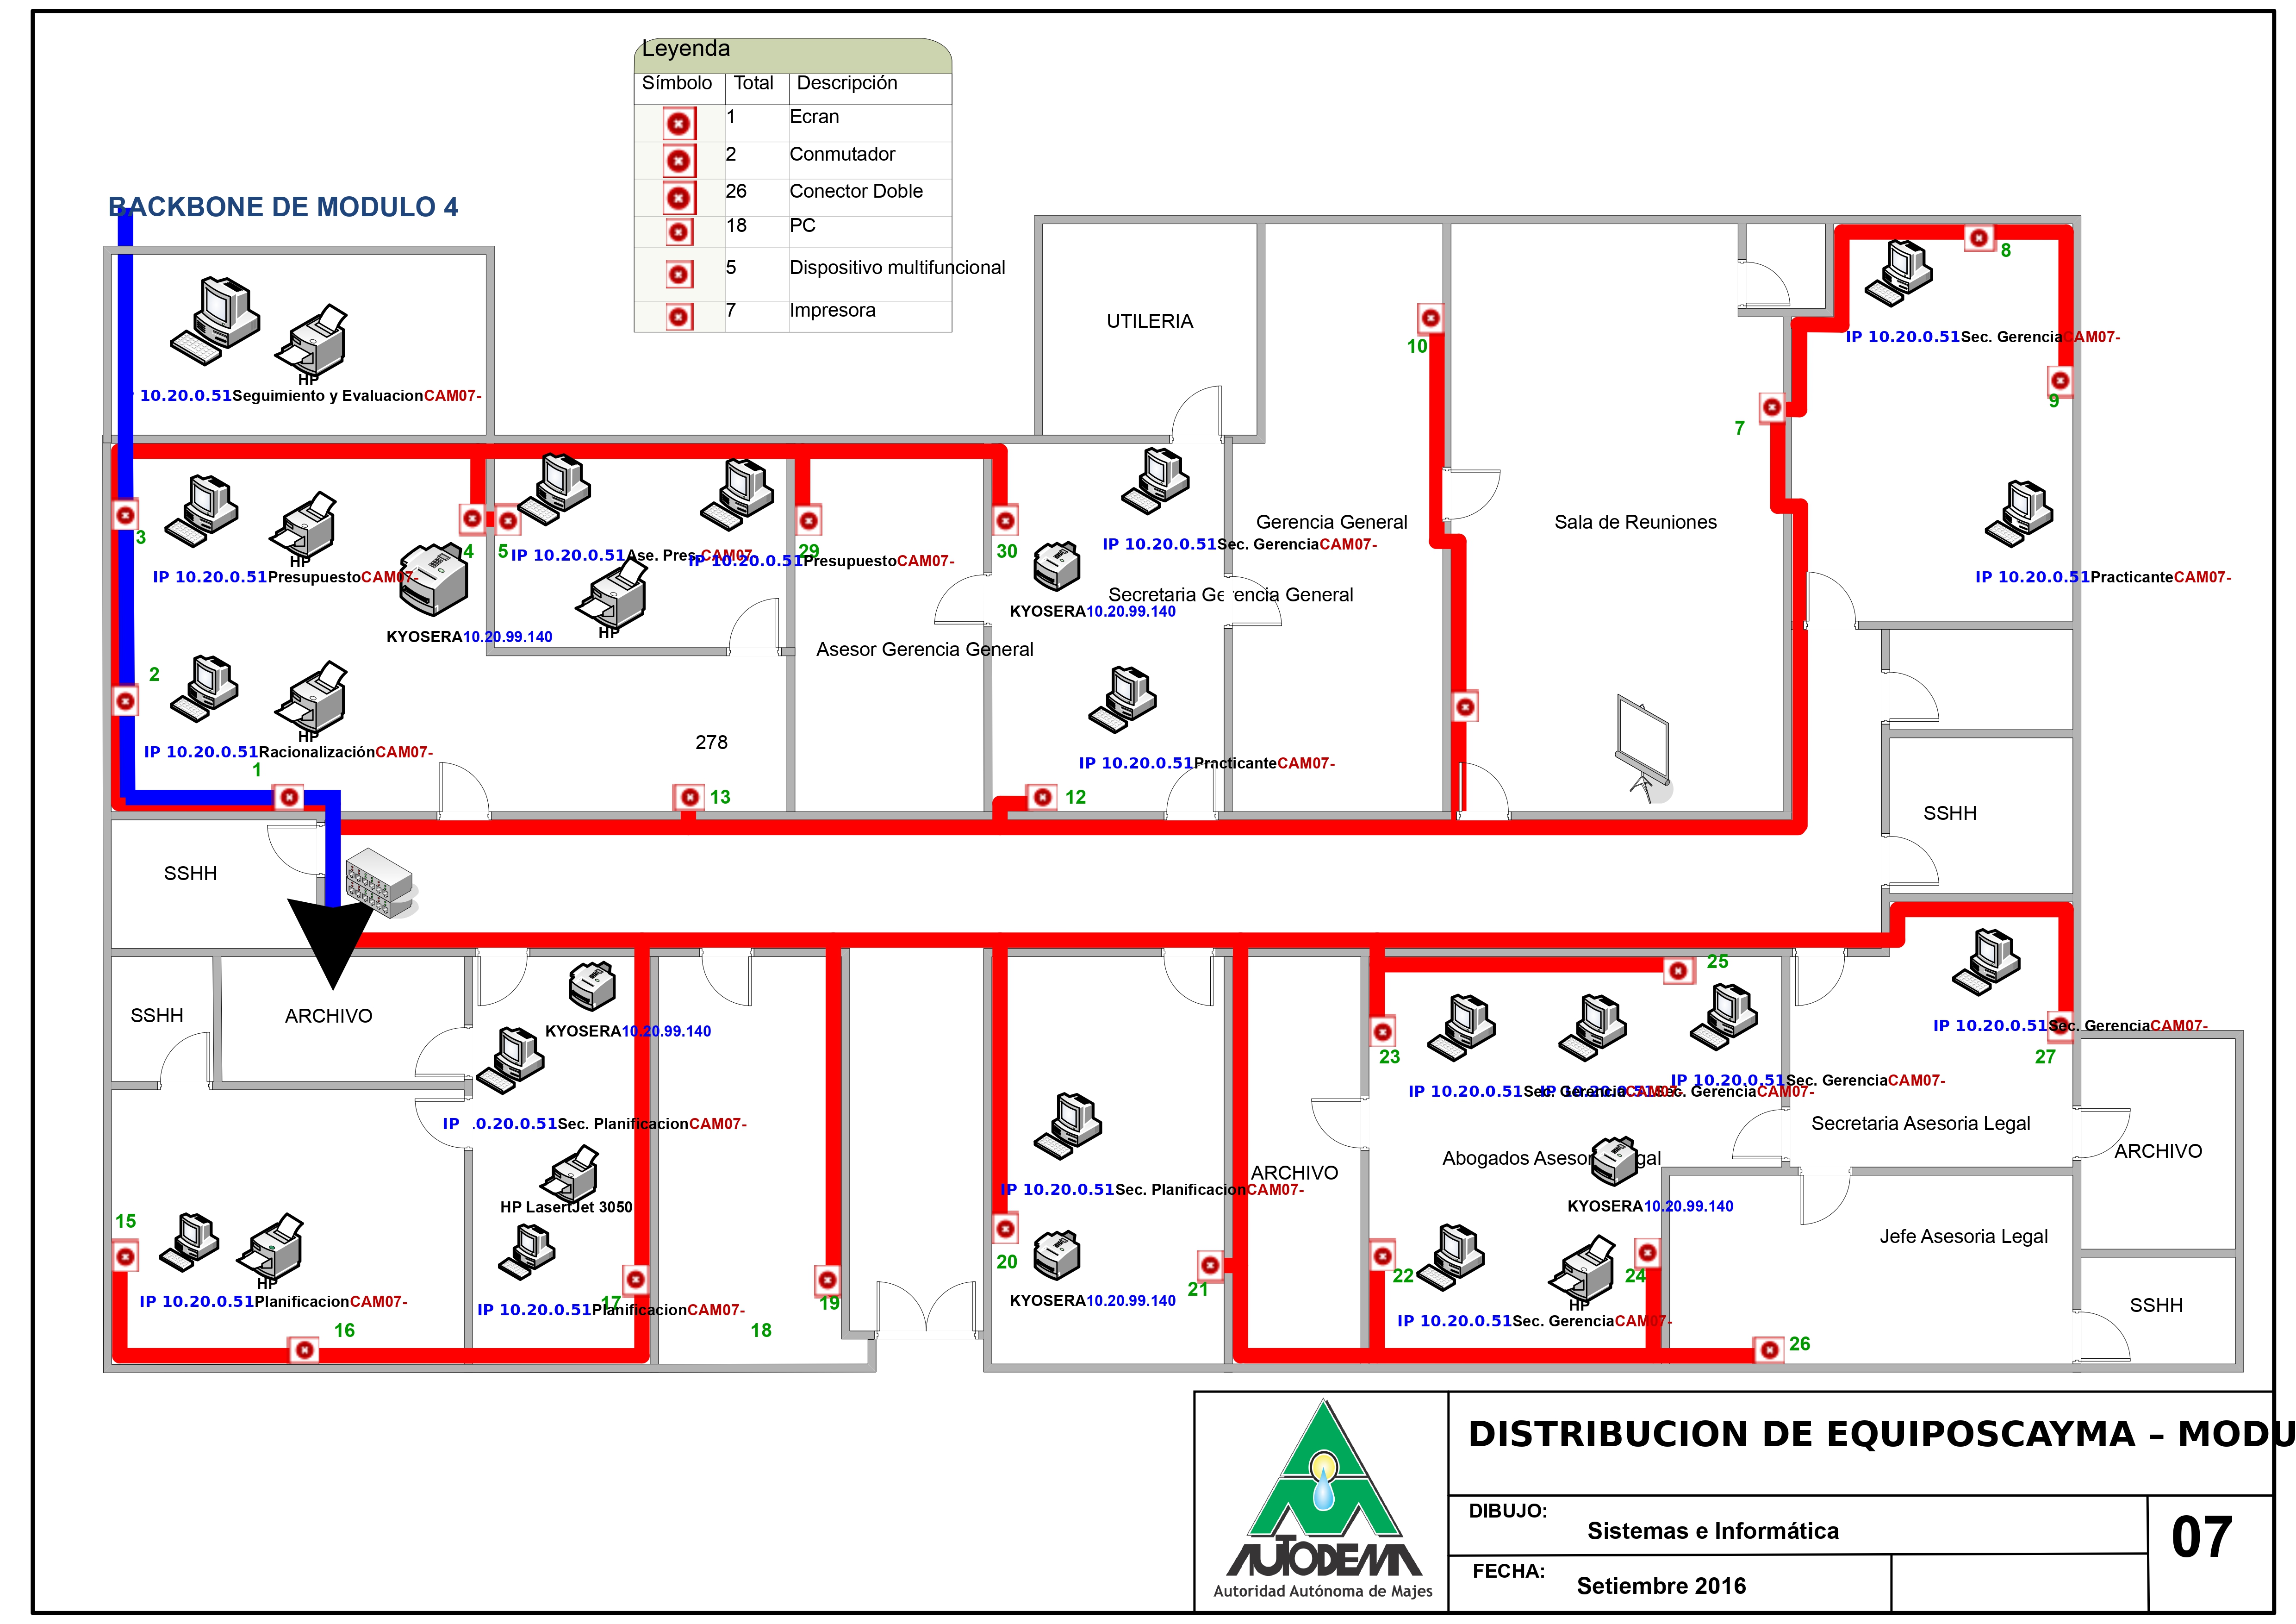 Leyenda
Símbolo Total Descripción
1 Ecran
2 Conmutador
26 Conector Doble
18 PC
5 Dispositivo multifuncional
7 Impresora
BACKBONE DE MODULO 4
HP
10.20.0.51Seguimiento y EvaluacionCAM07-
UTILERIA
10
8
IP 10.20.0.51Sec. GerenciaCAM07-
9
7
3
HP
IP 10.20.0.51PresupuestoCAM07-
4
5
IP 10.20.0.51Ase. Pres.CAM07-
29
IP 10.20.0.51PresupuestoCAM07-
30
HP
KYOSERA10.20.99.140
IP 10.20.0.51Sec. GerenciaCAM07-
Gerencia General
Sala de Reuniones
IP 10.20.0.51PracticanteCAM07-
Secretaria Gerencia General
KYOSERA10.20.99.140
Asesor Gerencia General
2
HP
IP 10.20.0.51RacionalizaciónCAM07-
1
278
13
IP 10.20.0.51PracticanteCAM07-
12
SSHH
SSHH
SSHH
ARCHIVO
KYOSERA10.20.99.140
IP .0.20.0.51Sec. PlanificacionCAM07-
HP LasertJet 3050
15
HP
IP 10.20.0.51PlanificacionCAM07-
16
17
IP 10.20.0.51PlanificacionCAM07-
18
19
IP 10.20.0.51Sec. PlanificacionCAM07-
20
KYOSERA10.20.99.140
21
ARCHIVO
25
23
IP 10.20.0.51Sec. GerenciaCAM07-
IP 10.20.0.51Sec. GerenciaCAM07-
IP 10.20.0.51Sec. GerenciaCAM07-
IP 10.20.0.51Sec. GerenciaCAM07-
27
Secretaria Asesoria Legal
Abogados Asesoria Legal
KYOSERA10.20.99.140
ARCHIVO
22
24
HP
IP 10.20.0.51Sec. GerenciaCAM07-
Jefe Asesoria Legal
SSHH
26
AUTODEMA
Autoridad Autónoma de Majes
DISTRIBUCION DE EQUIPOSCAYMA – MODU
DIBUJO:
Sistemas e Informática
07
FECHA:
Setiembre 2016